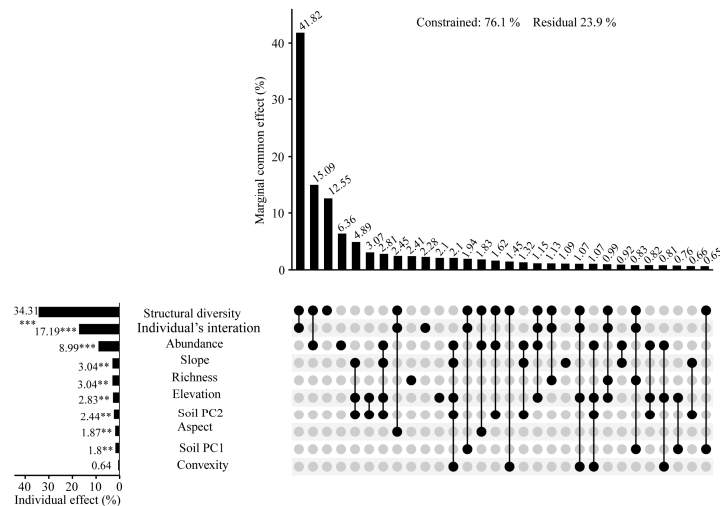 Constrained: 76.1 % Residual 23.9 %
Marginal common effect (%)
40
30
20
10
0
41.82
15.09
12.55
6.36
4.89
3.07
2.81
2.45
2.41
2.28
2.1
2.1
1.94
1.83
1.62
1.45
1.32
1.15
1.13
1.09
1.07
1.07
0.99
0.92
0.83
0.82
0.81
0.76
0.66
0.65
34.31 Structural diversity
***
17.19*** Individual's interation
8.99*** Abundance
3.04** Slope
3.04** Richness
2.83** Elevation
2.44** Soil PC2
1.87** Aspect
1.8** Soil PC1
0.64 Convexity
40 30 20 10 0
Individual effect (%)